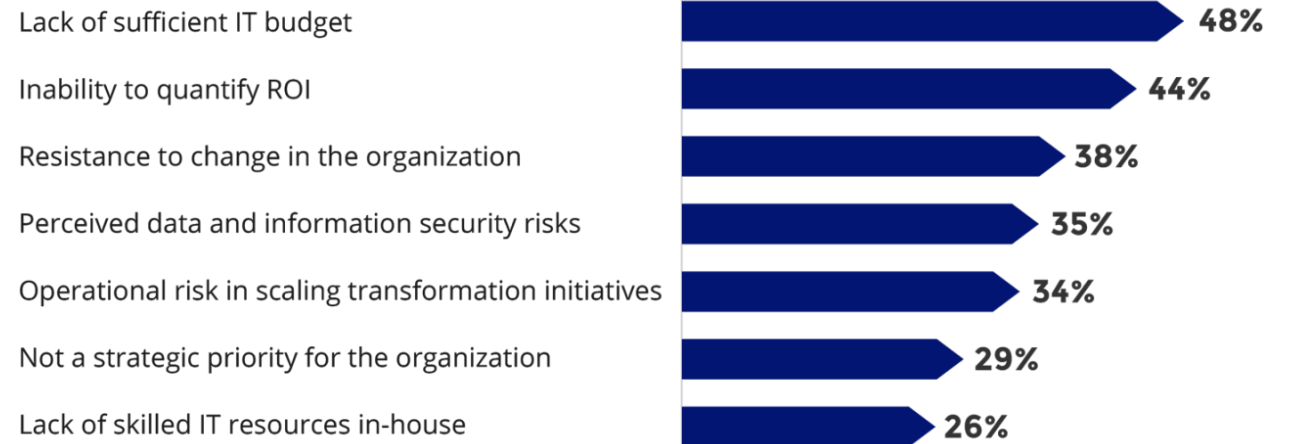 Lack of sufficient IT budget 48%
Inability to quantify ROI 44%
Resistance to change in the organization 38%
Perceived data and information security risks 35%
Operational risk in scaling transformation initiatives 34%
Not a strategic priority for the organization 29%
Lack of skilled IT resources in-house 26%